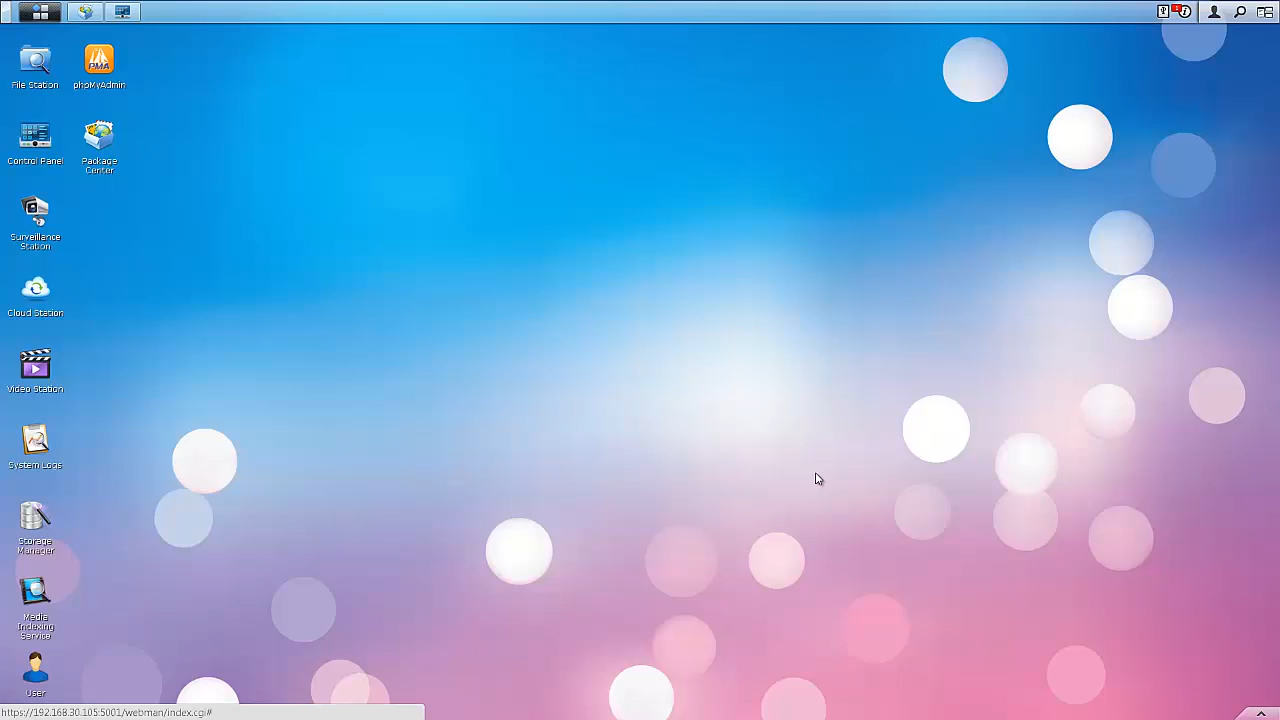 File Station
phpMyAdmin
PMA
Control Panel
Package
Center
Surveillance
Station
Cloud Station
Video Station
System Logs
Storage
Manager
Media
Indexing
Service
User
https://192.168.30.105:5001/webman/index.cgi#